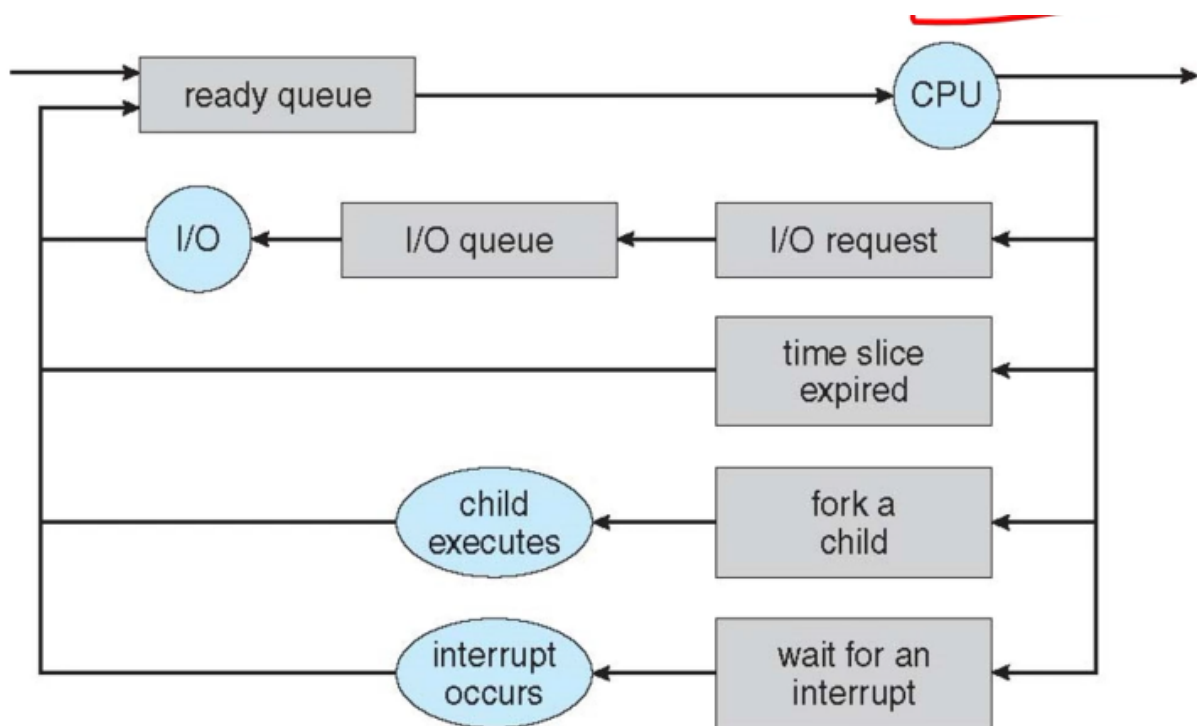 ready queue
CPU
I/O
I/O queue
I/O request
time slice
expired
child
executes
fork a
child
interrupt
occurs
wait for an
interrupt